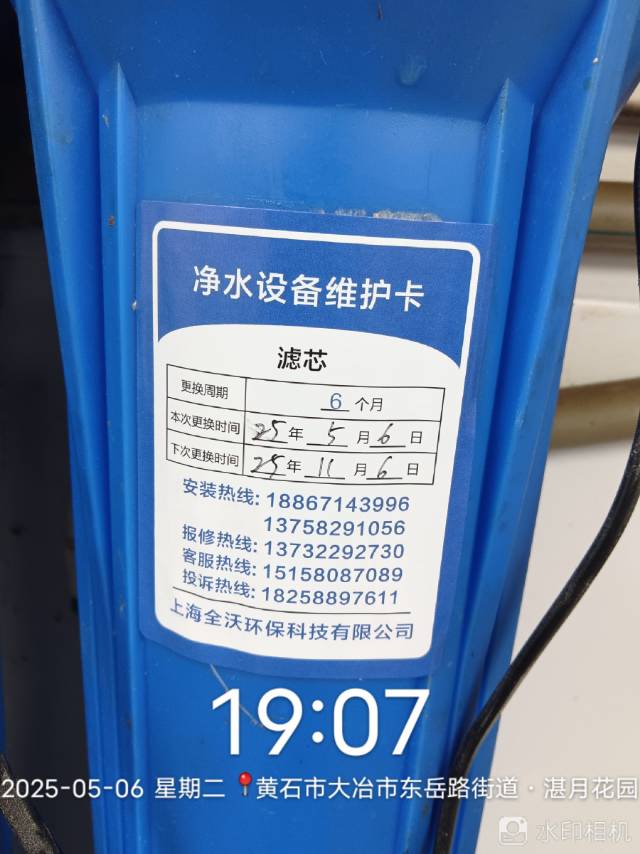 净水设备维护卡
滤芯
更换周期 6 个月
本次更换时间 25 年 5 月 6 日
下次更换时间 25 年 11 月 6 日
安装热线: 18867143996
13758291056
报修热线: 13732292730
客服热线: 15158087089
投诉热线: 18258897611
上海全沃环保科技有限公司
19:07
2025-05-06 星期二 📍黄石市大冶市东岳路街道·湛月花园
水印相机